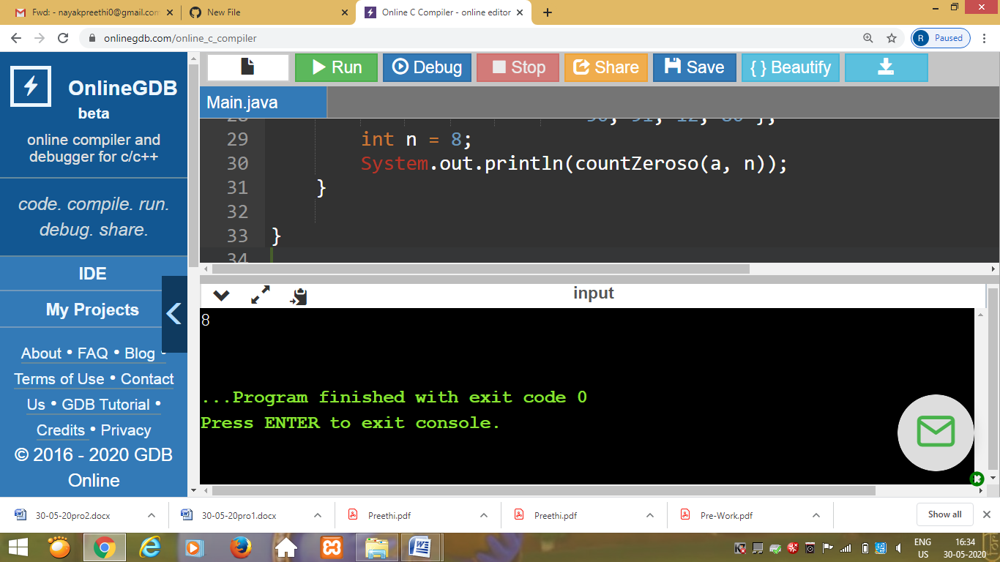 Fwd: - nayakpreethi0@gmail.com
New File
Online C Compiler - online editor
onlinegdb.com/online_c_compiler
R Paused
OnlineGDB
beta
online compiler and
debugger for c/c++
code. compile. run.
debug. share.
IDE
My Projects
About • FAQ • Blog •
Terms of Use • Contact
Us • GDB Tutorial •
Credits • Privacy
© 2016 - 2020 GDB
Online
Run Debug Stop Share Save { } Beautify
Main.java
28 90, 91, 12, 80 };
29 int n = 8;
30 System.out.println(countZeroso(a, n));
31 }
32
33 }
34
input
8
...Program finished with exit code 0
Press ENTER to exit console.
30-05-20pro2.docx
30-05-20pro1.docx
Preethi.pdf
Preethi.pdf
Pre-Work.pdf
Show all
ENG
US
16:34
30-05-2020